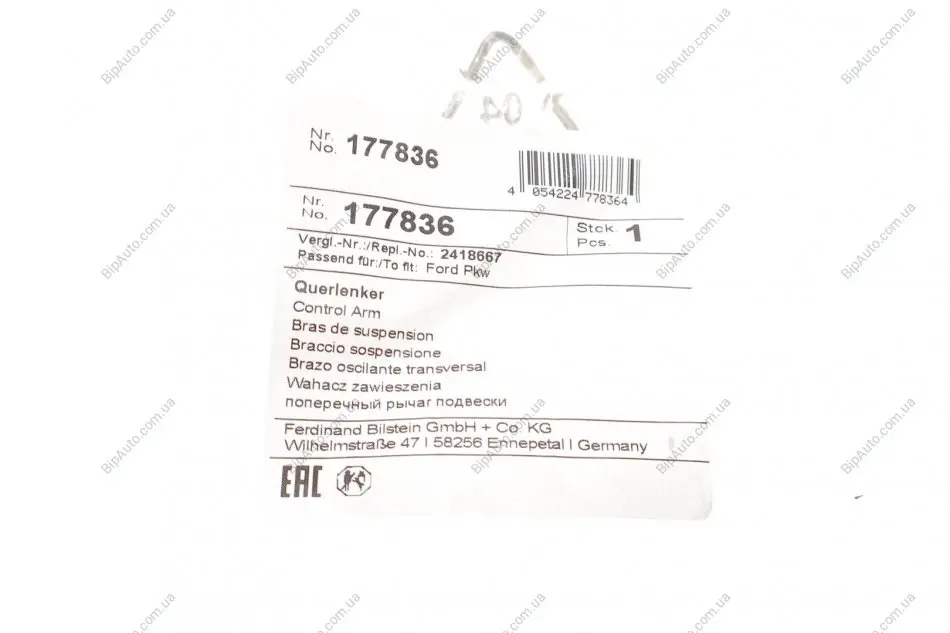 Nr.
No. 177836
4 054224 778364
Nr.
No. 177836
Stck.
Pcs. 1
Vergl.-Nr.:/Repl.-No.: 2418667
Passend für:/To fit: Ford Pkw
Querlenker
Control Arm
Bras de suspension
Braccio sospensione
Brazo oscilante transversal
Wahacz zawieszenia
поперечный рычаг подвески
Ferdinand Bilstein GmbH + Co. KG
Wilhelmstraße 47 I 58256 Ennepetal I Germany
EAC
BipAuto.com.ua